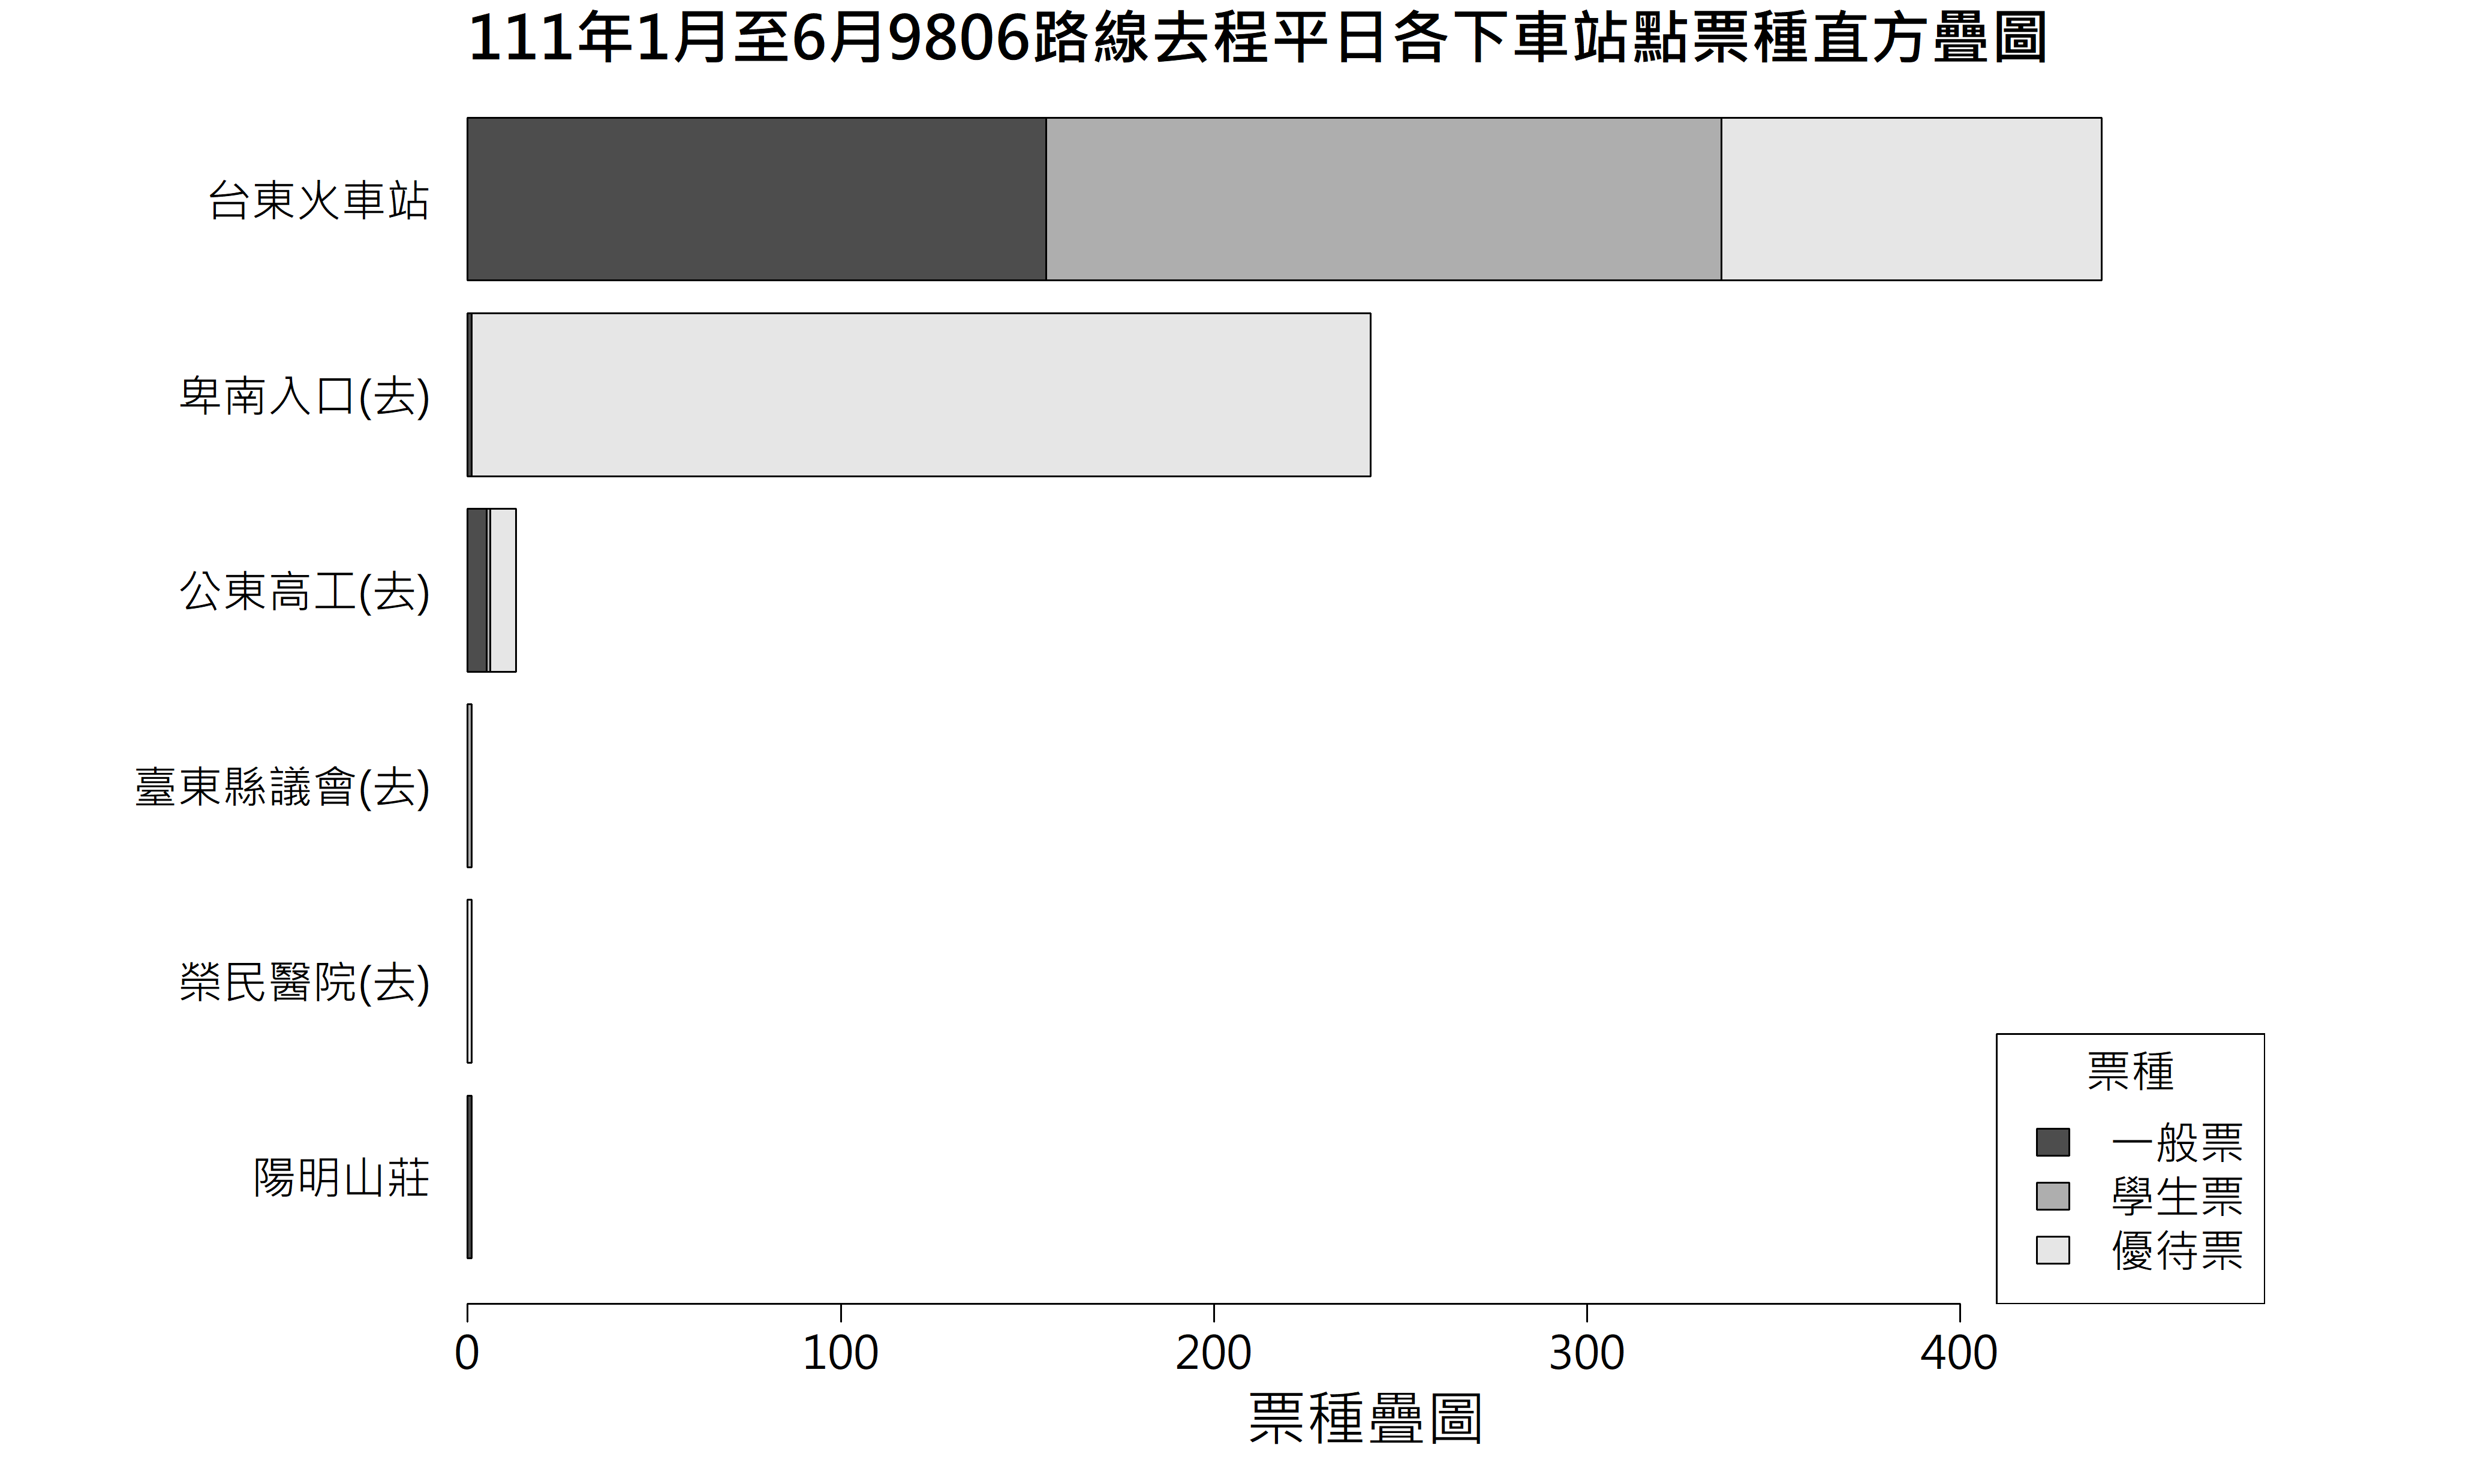 111年1月至6月9806路線去程平日各下車站點票種直方疊圖
台東火車站
卑南入口(去)
公東高工(去)
臺東縣議會(去)
榮民醫院(去)
陽明山莊
票種
一般票
學生票
優待票
0 100 200 300 400
票種疊圖